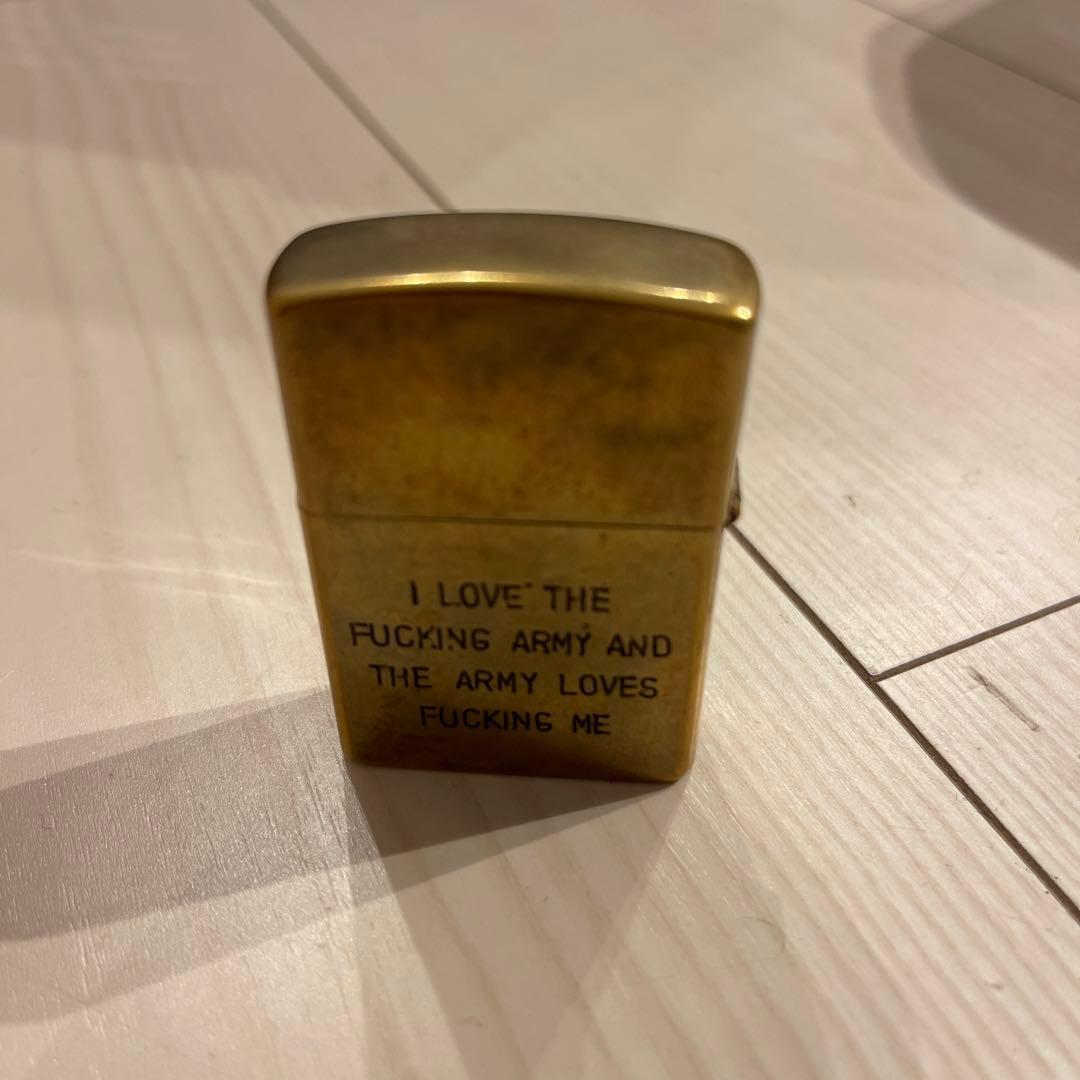 I LOVE THE
FUCKING ARMY AND
THE ARMY LOVES
FUCKING ME